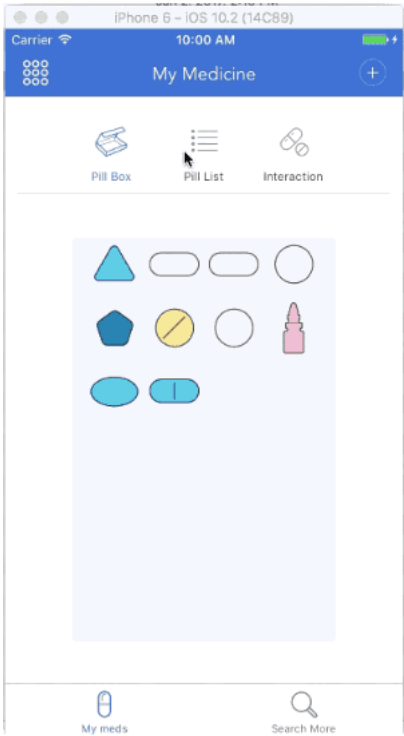 iPhone 6 – iOS 10.2 (14C89)
Carrier 10:00 AM
My Medicine
Pill Box Pill List Interaction
My meds Search More